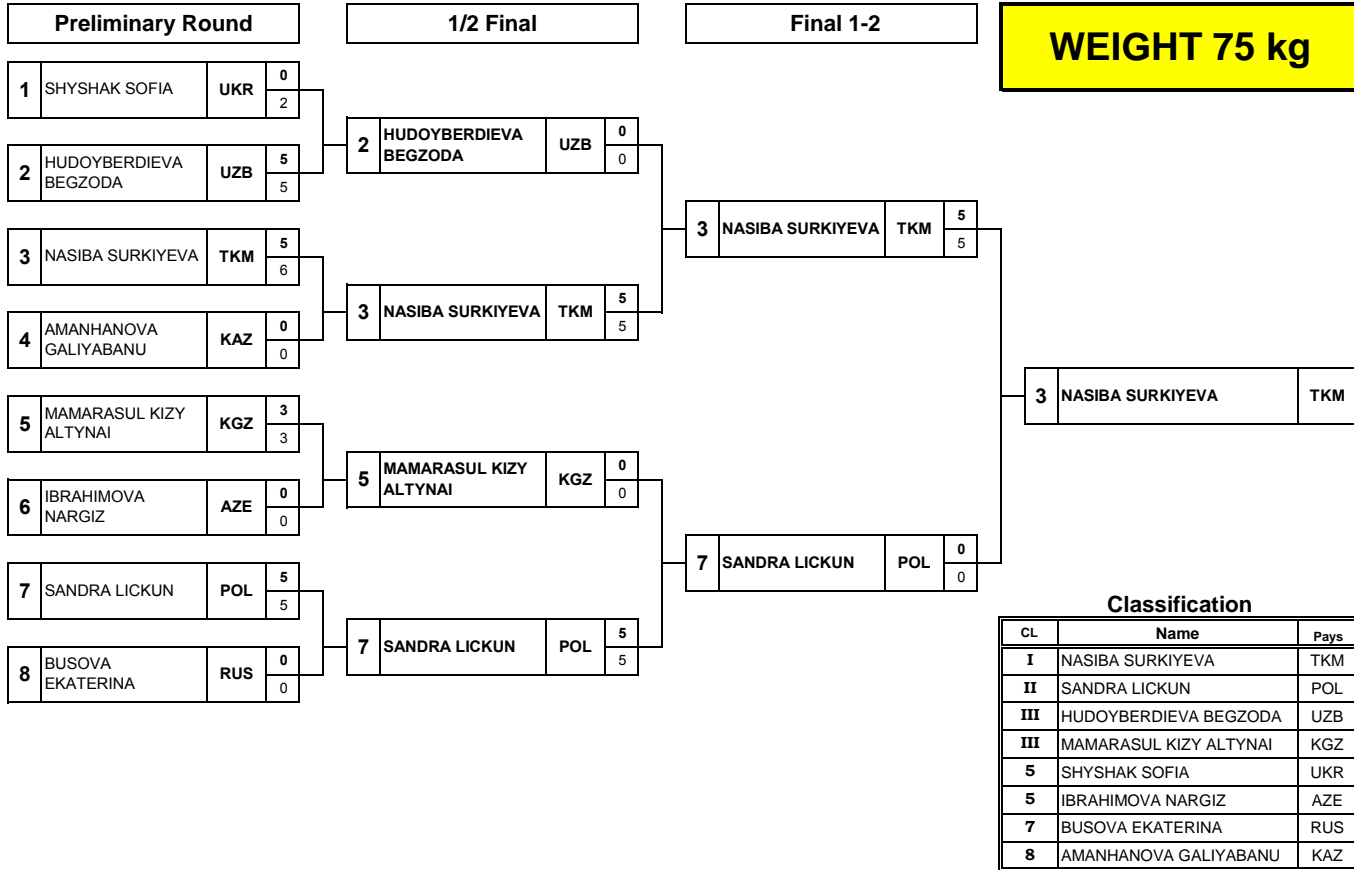 Preliminary Round
1/2 Final
Final 1-2
WEIGHT 75 kg
1 SHYSHAK SOFIA UKR 0
2
2 HUDOYBERDIEVA BEGZODA UZB 5
5
3 NASIBA SURKIYEVA TKM 5
6
4 AMANHANOVA GALIYABANU KAZ 0
0
5 MAMARASUL KIZY ALTYNAI KGZ 3
3
6 IBRAHIMOVA NARGIZ AZE 0
0
7 SANDRA LICKUN POL 5
5
8 BUSOVA EKATERINA RUS 0
0
2 HUDOYBERDIEVA BEGZODA UZB 0
0
3 NASIBA SURKIYEVA TKM 5
5
5 MAMARASUL KIZY ALTYNAI KGZ 0
0
7 SANDRA LICKUN POL 5
5
3 NASIBA SURKIYEVA TKM 5
5
7 SANDRA LICKUN POL 0
0
3 NASIBA SURKIYEVA TKM
Classification
CL Name Pays
I NASIBA SURKIYEVA TKM
II SANDRA LICKUN POL
III HUDOYBERDIEVA BEGZODA UZB
III MAMARASUL KIZY ALTYNAI KGZ
5 SHYSHAK SOFIA UKR
5 IBRAHIMOVA NARGIZ AZE
7 BUSOVA EKATERINA RUS
8 AMANHANOVA GALIYABANU KAZ